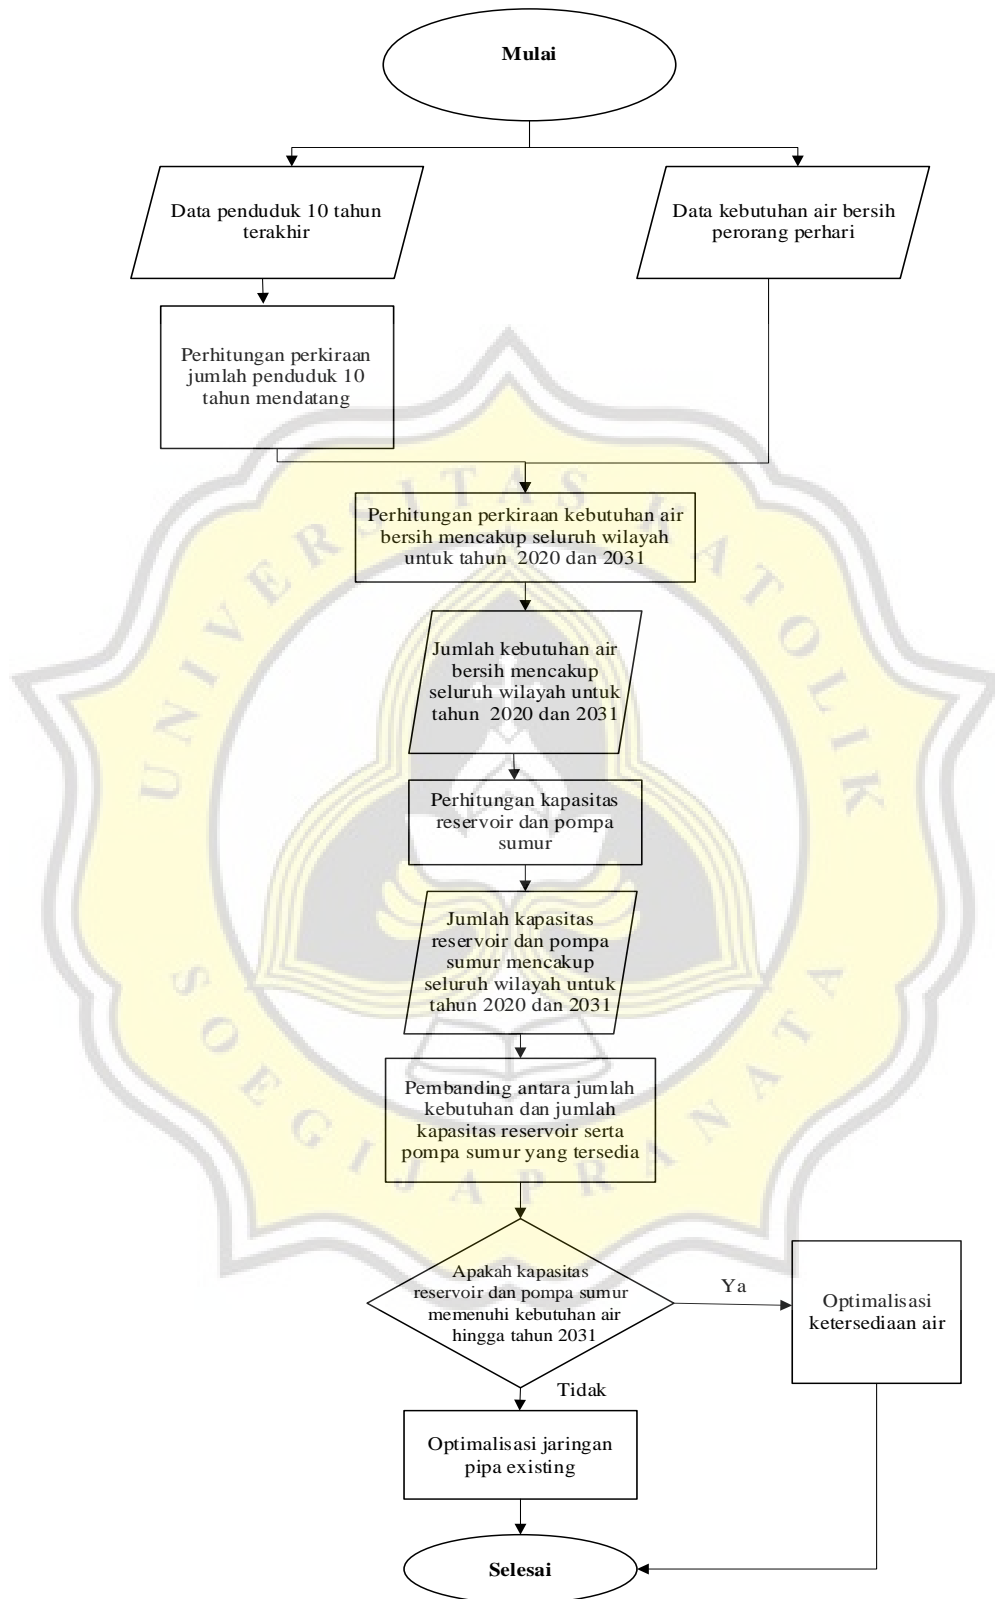 Mulai
Data penduduk 10 tahun
terakhir
Data kebutuhan air bersih
perorang perhari
Perhitungan perkiraan
jumlah penduduk 10
tahun mendatang
Perhitungan perkiraan kebutuhan air
bersih mencakup seluruh wilayah
untuk tahun 2020 dan 2031
Jumlah kebutuhan air
bersih mencakup
seluruh wilayah untuk
tahun 2020 dan 2031
Perhitungan kapasitas
reservoir dan pompa
sumur
Jumlah kapasitas
reservoir dan pompa
sumur mencakup
seluruh wilayah untuk
tahun 2020 dan 2031
Pembanding antara jumlah
kebutuhan dan jumlah
kapasitas reservoir serta
pompa sumur yang tersedia
Apakah kapasitas
reservoir dan pompa sumur
memenuhi kebutuhan air
hingga tahun 2031
Ya
Optimalisasi
ketersediaan air
Tidak
Optimalisasi jaringan
pipa existing
Selesai
UNIVERSITAS KATOLIK
SOEGIJAPRANATA